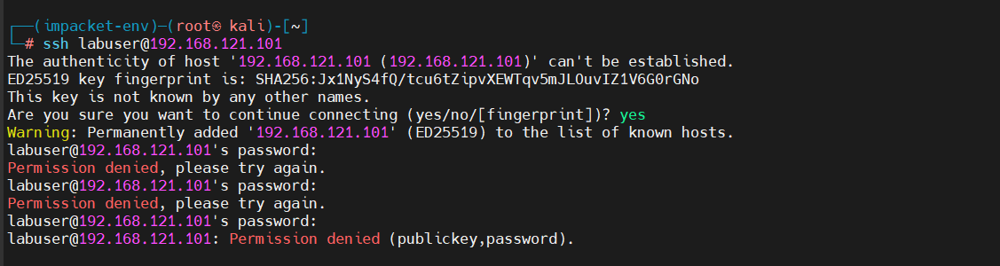 ┌──(impacket-env)─(root㉿ kali)-[~]
└─# ssh labuser@192.168.121.101
The authenticity of host '192.168.121.101 (192.168.121.101)' can't be established.
ED25519 key fingerprint is: SHA256:Jx1NyS4fQ/tcu6tZipvXEWTqv5mJLOuvIZ1V6G0rGNo
This key is not known by any other names.
Are you sure you want to continue connecting (yes/no/[fingerprint])? yes
Warning: Permanently added '192.168.121.101' (ED25519) to the list of known hosts.
labuser@192.168.121.101's password:
Permission denied, please try again.
labuser@192.168.121.101's password:
Permission denied, please try again.
labuser@192.168.121.101's password:
labuser@192.168.121.101: Permission denied (publickey,password).